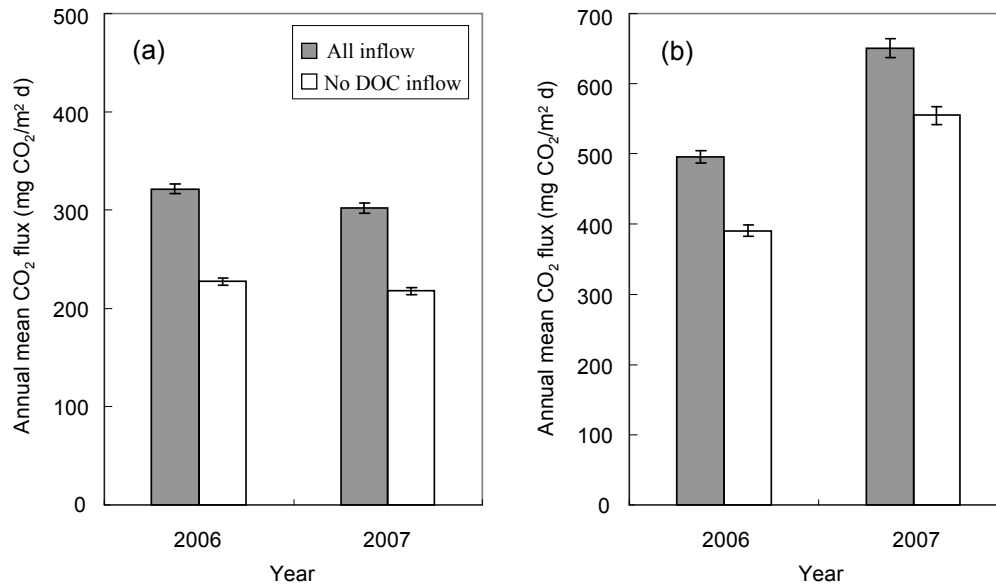 Annual mean CO₂ flux (mg CO₂/m² d)
500
400
300
200
100
0
(a)
All inflow
No DOC inflow
2006
2007
Year
Annual mean CO₂ flux (mg CO₂/m² d)
700
600
500
400
300
200
100
0
(b)
2006
2007
Year